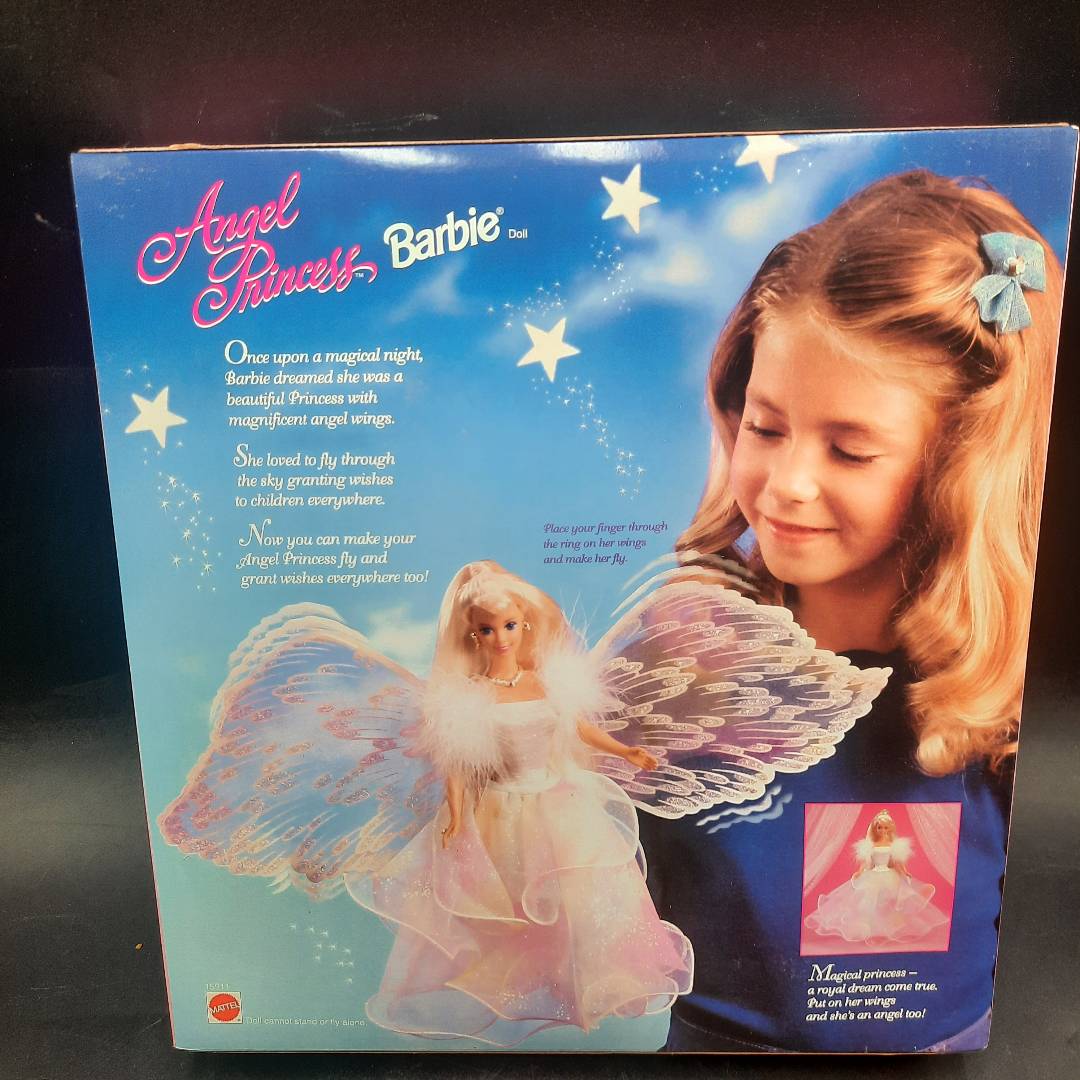 Angel
Princess™ Barbie® Doll
Once upon a magical night,
Barbie dreamed she was a
beautiful Princess with
magnificent angel wings.
She loved to fly through
the sky granting wishes
to children everywhere.
Now you can make your
Angel Princess fly and
grant wishes everywhere too!
Place your finger through
the ring on her wings
and make her fly.
Magical princess –
a royal dream come true.
Put on her wings
and she's an angel too!
15911
MATTEL
Doll cannot stand or fly alone.